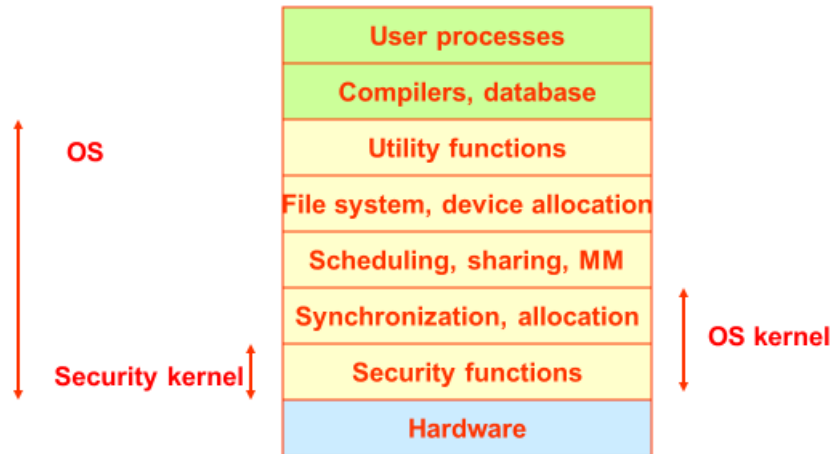 User processes
Compilers, database
OS
Utility functions
File system, device allocation
Scheduling, sharing, MM
Synchronization, allocation
OS kernel
Security kernel
Security functions
Hardware